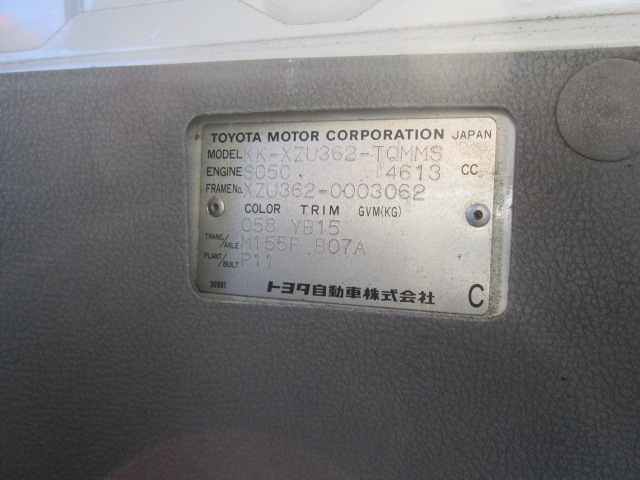 TOYOTA MOTOR CORPORATION JAPAN
MODEL KK-XZU362-TQMMS
ENGINE S05C 4613 CC
FRAME No. XZU362-0003062
COLOR TRIM GVM(KG)
058 YB15
TRANS./AXLE M155F B07A
PLANT/BUILT P11
30881 トヨタ自動車株式会社 C